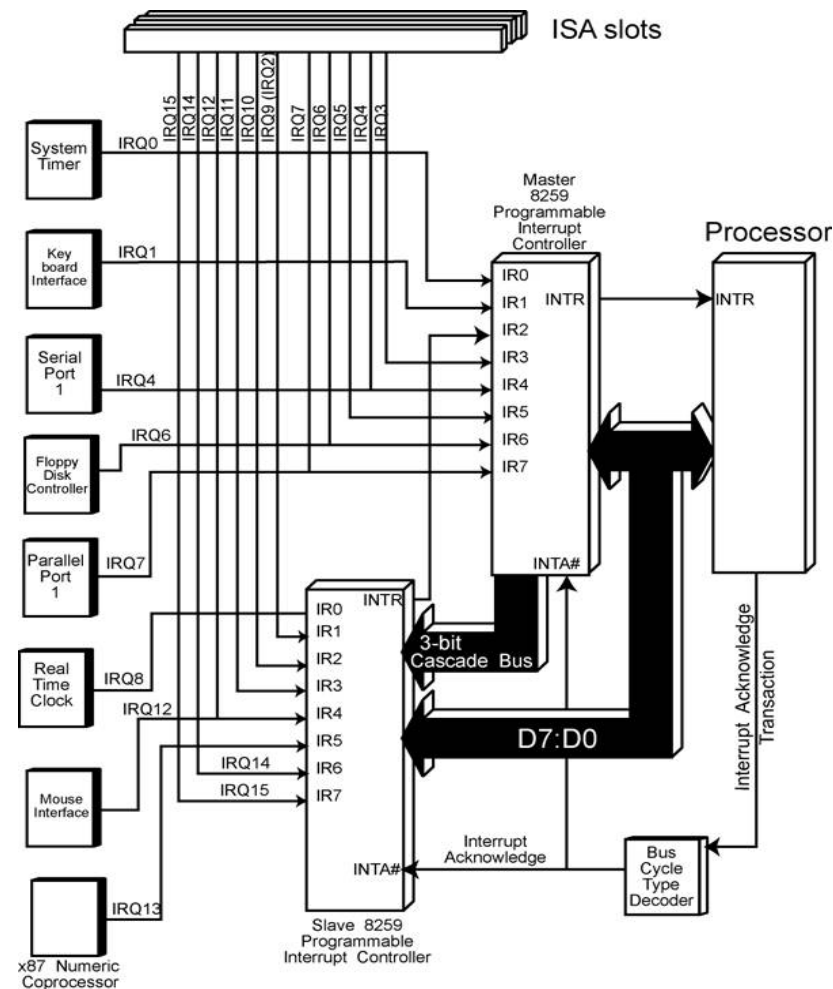 ISA slots
IRQ15
IRQ14
IRQ12
IRQ11
IRQ10
IRQ9 (IRQ2)
IRQ7
IRQ6
IRQ5
IRQ4
IRQ3
System
Timer
IRQ0
Key
board
Interface
IRQ1
Serial
Port
1
IRQ4
Floppy
Disk
Controller
IRQ6
Parallel
Port
1
IRQ7
Real
Time
Clock
IRQ8
Mouse
Interface
IRQ12
x87 Numeric
Coprocessor
IRQ13
Master
8259
Programmable
Interrupt
Controller
IR0
IR1
IR2
IR3
IR4
IR5
IR6
IR7
INTR
INTA#
Processor
INTR
IR0
IR1
IR2
IR3
IR4
IR5
IR6
IR7
INTR
INTA#
IRQ14
IRQ15
3-bit
Cascade Bus
D7:D0
Interrupt
Acknowledge
Interrupt Acknowledge
Transaction
Bus
Cycle
Type
Decoder
Slave 8259
Programmable
Interrupt Controller